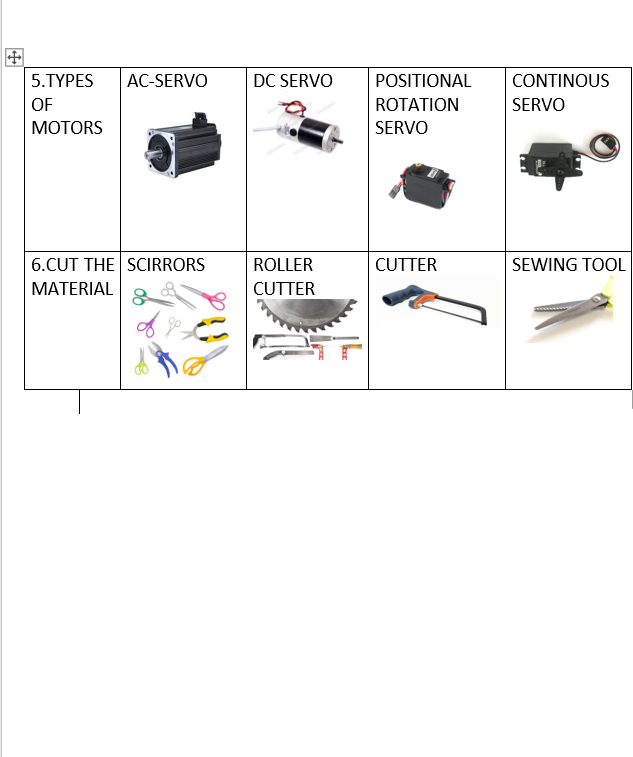 5.TYPES
OF
MOTORS
AC-SERVO
DC SERVO
POSITIONAL
ROTATION
SERVO
CONTINOUS
SERVO
6.CUT THE
MATERIAL
SCIRRORS
ROLLER
CUTTER
CUTTER
SEWING TOOL